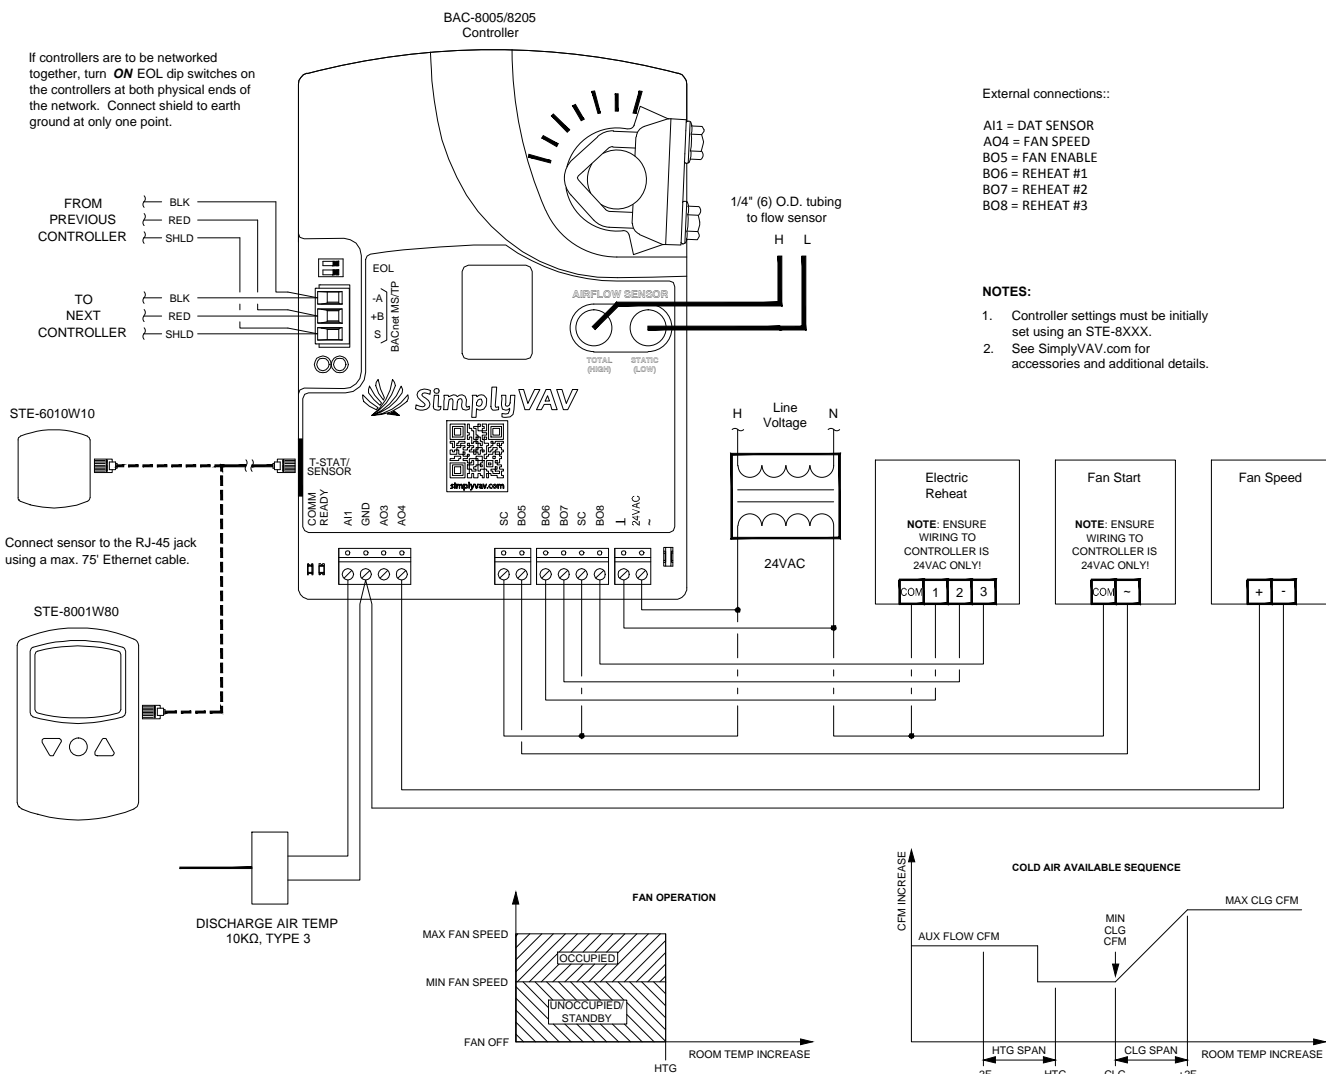 BAC-8005/8205
Controller
If controllers are to be networked
together, turn ON EOL dip switches on
the controllers at both physical ends of
the network. Connect shield to earth
ground at only one point.
External connections::
AI1 = DAT SENSOR
AO4 = FAN SPEED
BO5 = FAN ENABLE
BO6 = REHEAT #1
BO7 = REHEAT #2
BO8 = REHEAT #3
FROM
PREVIOUS
CONTROLLER
BLK
RED
SHLD
TO
NEXT
CONTROLLER
BLK
RED
SHLD
EOL
-A
+B
S
BACnet MS/TP
1/4" (6) O.D. tubing
to flow sensor
H L
AIRFLOW SENSOR
TOTAL
(HIGH)
STATIC
(LOW)
NOTES:
1. Controller settings must be initially
set using an STE-8XXX.
2. See SimplyVAV.com for
accessories and additional details.
SimplyVAV
simplyvav.com
STE-6010W10
T-STAT/
SENSOR
Connect sensor to the RJ-45 jack
using a max. 75' Ethernet cable.
STE-8001W80
COMM
READY
AI1
GND
AO3
AO4
SC
BO5
BO6
BO7
SC
BO8
⊥
24VAC
~
H
Line
Voltage
N
24VAC
Electric
Reheat
NOTE: ENSURE
WIRING TO
CONTROLLER IS
24VAC ONLY!
COM 1 2 3
Fan Start
NOTE: ENSURE
WIRING TO
CONTROLLER IS
24VAC ONLY!
COM ~
Fan Speed
+ -
DISCHARGE AIR TEMP
10KΩ, TYPE 3
FAN OPERATION
MAX FAN SPEED
OCCUPIED
MIN FAN SPEED
UNOCCUPIED/
STANDBY
FAN OFF
ROOM TEMP INCREASE
HTG
COLD AIR AVAILABLE SEQUENCE
CFM INCREASE
AUX FLOW CFM
MIN
CLG
CFM
MAX CLG CFM
HTG SPAN
CLG SPAN
ROOM TEMP INCREASE
HTG
CLG